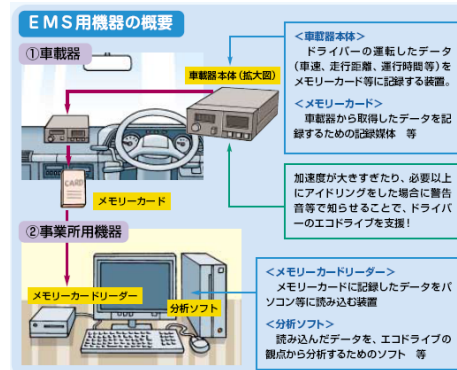 EMS用機器の概要
①車載器
車載器本体(拡大図)
<車載器本体>
ドライバーの運転したデータ
(車速、走行距離、運行時間等)を
メモリーカード等に記録する装置。
<メモリーカード>
車載器から取得したデータを記
録するための記録媒体 等
加速度が大きすぎたり、必要以上
にアイドリングをした場合に警告
音等で知らせることで、ドライバ
ーのエコドライブを支援!
CARD
メモリーカード
②事業所用機器
メモリーカードリーダー
分析ソフト
<メモリーカードリーダー>
メモリーカードに記録したデータをパ
ソコン等に読み込む装置
<分析ソフト>
読み込んだデータを、エコドライブの
観点から分析するためのソフト 等